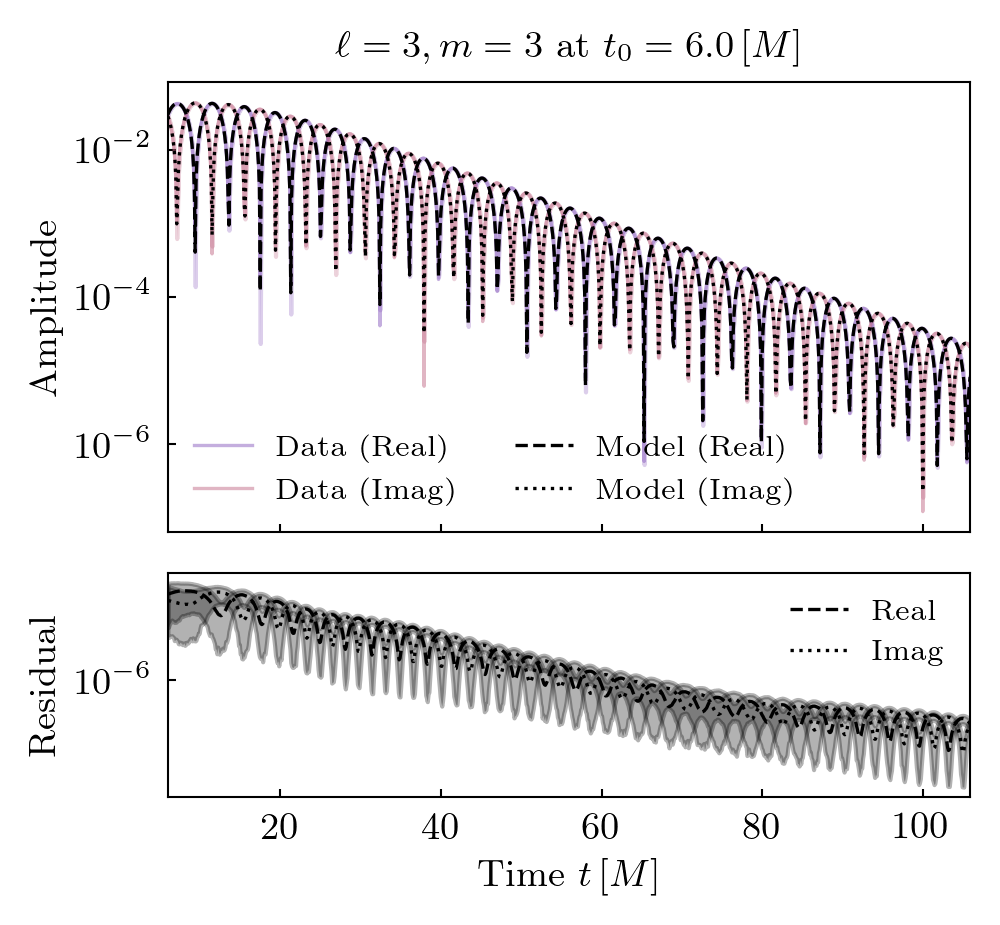 ℓ = 3, m = 3 at t₀ = 6.0 [M]
10⁻²
10⁻⁴
10⁻⁶
Amplitude
Data (Real)
Data (Imag)
Model (Real)
Model (Imag)
Real
Imag
10⁻⁶
Residual
20 40 60 80 100
Time t [M]